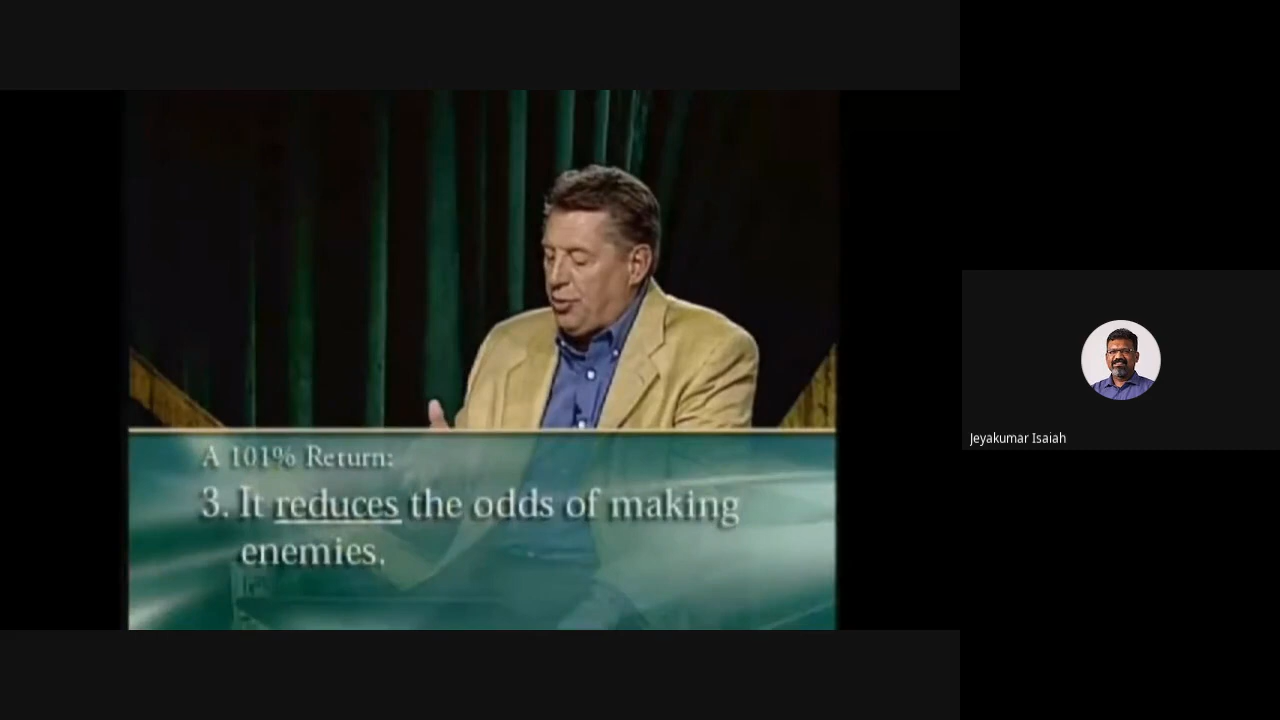 A 101% Return:
3. It reduces the odds of making
enemies.
Jeyakumar Isaiah